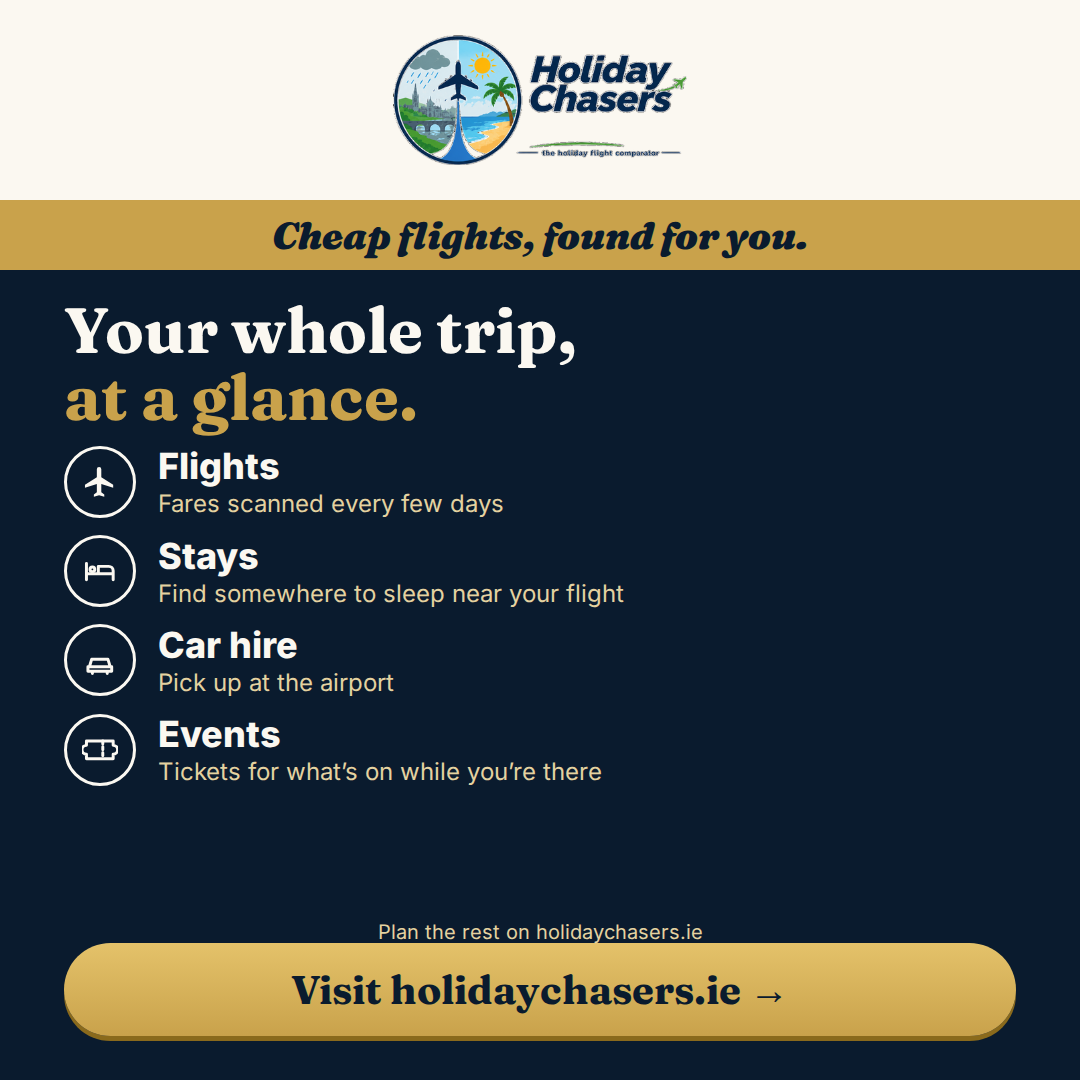 Holiday
Chasers
the holiday flight comparator
Cheap flights, found for you.
Your whole trip,
at a glance.
Flights
Fares scanned every few days
Stays
Find somewhere to sleep near your flight
Car hire
Pick up at the airport
Events
Tickets for what’s on while you’re there
Plan the rest on holidaychasers.ie
Visit holidaychasers.ie →